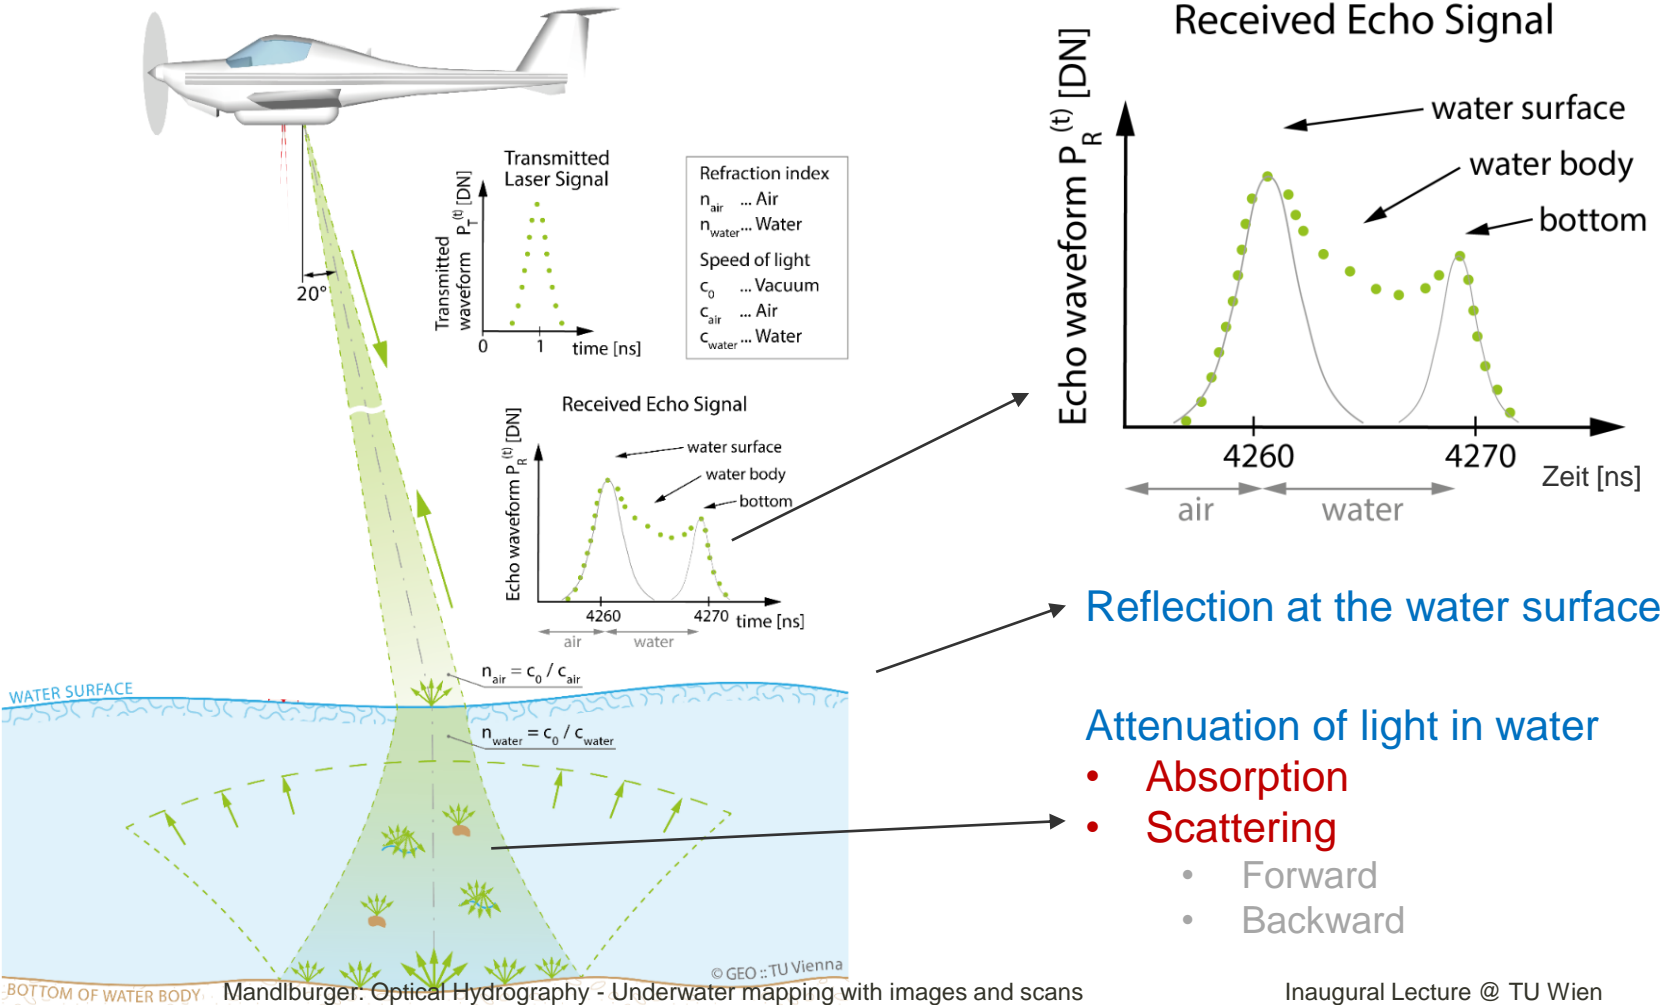 Received Echo Signal
Echo waveform P_R^(t) [DN]
water surface
water body
bottom
4260
4270
Zeit [ns]
air
water
20°
Transmitted
Laser Signal
Transmitted
waveform P_T^(t) [DN]
0
1
time [ns]
Refraction index
n_air ... Air
n_water ... Water
Speed of light
c_0 ... Vacuum
c_air ... Air
c_water ... Water
Received Echo Signal
Echo waveform P_R^(t) [DN]
water surface
water body
bottom
4260
4270
time [ns]
air
water
n_air = c_0 / c_air
WATER SURFACE
n_water = c_0 / c_water
Reflection at the water surface
Attenuation of light in water
• Absorption
• Scattering
• Forward
• Backward
© GEO :: TU Vienna
BOTTOM OF WATER BODY
Mandlburger: Optical Hydrography - Underwater mapping with images and scans
Inaugural Lecture @ TU Wien